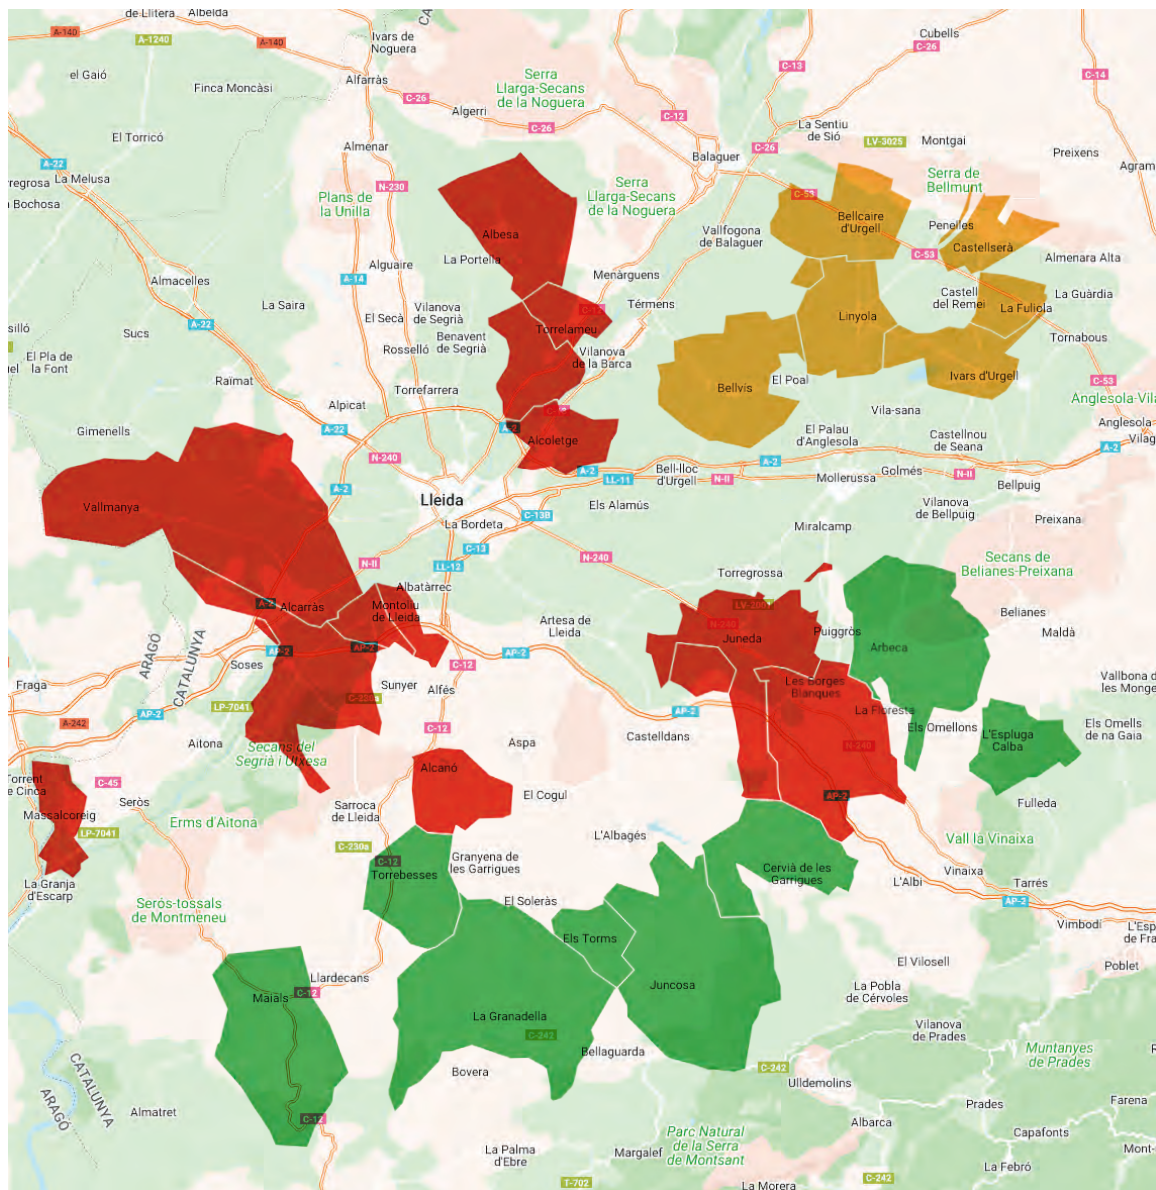 de Llitera
Albelda
CA
Cubells
A-140
A-1240
A-140
Ivars de
Noguera
C-26
C-13
C-14
el Gaió
Finca Moncàsi
Alfarràs
C-26
Serra
Llarga-Secans
de la Noguera
Algerri
C-26
C-12
La Sentiu
de Sió
El Torricó
Almenar
C-26
LV-3025
Montgai
Preixens
Balaguer
Agram
A-22
La Melusa
N-230
Serra
Llarga-Secans
de la Noguera
Serra de
Bellmunt
Plans de
la Unilla
C-53
Bellcaire
d'Urgell
Penelles
Albesa
Vallfogona
de Balaguer
Castellserà
C-53
Almenara Alta
La Portella
Alguaire
Menàrguens
Almacelles
A-14
Castell
del Remei
La Guàrdia
La Saira
Vilanova
de Segrià
Térmens
El Secà
C-12
Linyola
La Fuliola
A-22
Torrelameu
Sucs
Benavent
de Segrià
Rosselló
Vilanova
de la Barca
Tornabous
El Pla de
la Font
Raïmat
Torrefarrera
Bellvís
El Poal
Ivars d'Urgell
C-53
Alpicat
Vila-sana
Anglesola-Vila
Gimenells
A-22
A-2
Alcoletge
El Palau
d'Anglesola
Castellnou
de Seana
Anglesola
Vilag
N-240
A-2
A-2
A-2
Bell-lloc
d'Urgell
Golmés
N-II
LL-11
N-II
Mollerussa
Bellpuig
A-2
Lleida
Vallmanya
Els Alamús
Vilanova
de Bellpuig
C-13B
La Bordeta
Miralcamp
Preixana
C-13
N-II
LL-12
N-240
Secans de
Belianes-Preixana
Torregrossa
Albatàrrec
A-2
Alcarràs
Montoliu
de Lleida
Belianes
Artesa de
Lleida
N-240
Juneda
Puiggròs
Maldà
ARAGÓ
CATALUNYA
AP-2
AP-2
AP-2
Arbeca
Soses
C-12
Fraga
Sunyer
Alfés
Les Borges
Blanques
Vallbona d
les Monge
LP-7041
AP-2
La Floresta
A-242
AP-2
C-12
Els Omellons
Els Omells
de na Gaia
Aitona
Aspa
Castelldans
L'Espluga
Calba
Secans del
Segrià i Utxesa
N-240
Alcanó
Torrent
de Cinca
C-45
Seròs
El Cogul
AP-2
Sarroca
de Lleida
Fulleda
Massalcoreig
LP-7041
Erms d'Aitona
L'Albagés
Vall la Vinaixa
C-230a
C-12
Granyena de
les Garrigues
Torrebesses
Cervià de les
Garrigues
Vinaixa
L'Albi
Tarrés
La Granja
d'Escarp
Seròs-tossals
de Montmeneu
El Soleràs
AP-2
Vimbodí
L'Esp
de Fra
Els Torms
El Vilosell
Poblet
Llardecans
Maials
C-12
Juncosa
La Pobla
de Cérvoles
La Granadella
C-242
Vilanova
de Prades
Bellaguarda
Muntanyes
de Prades
Bovera
C-242
Ulldemolins
CATALUNYA
ARAGÓ
Almatret
C-12
Prades
Farena
Albarca
Capafonts
Parc Natural
de la Serra
de Montsant
La Palma
d'Ebre
Margalef
Mont-
La Febró
T-702
C-242
La Morera